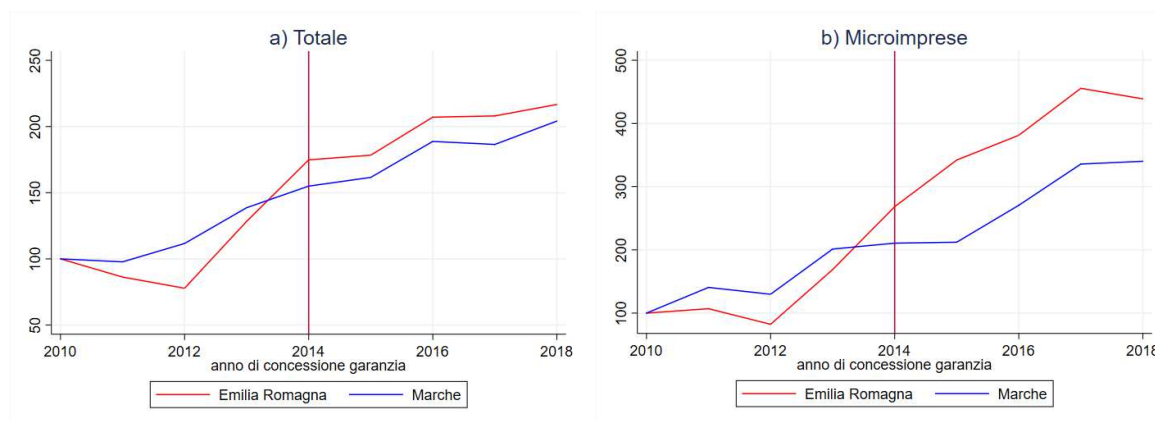 a) Totale
250
200
150
100
50
2010 2012 2014 2016 2018
anno di concessione garanzia
Emilia Romagna Marche
b) Microimprese
500
400
300
200
100
2010 2012 2014 2016 2018
anno di concessione garanzia
Emilia Romagna Marche